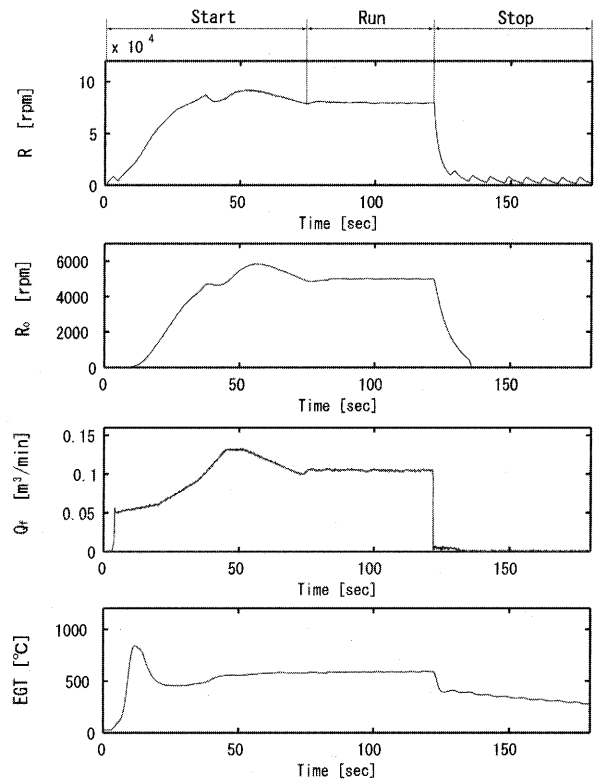 Start Run Stop
x 10 4
R [rpm]
10
5
0
0 50 100 150
Time [sec]
Ro [rpm]
6000
4000
2000
0
0 50 100 150
Time [sec]
Qf [m³/min]
0.15
0.1
0.05
0
0 50 100 150
Time [sec]
EGT [℃]
1000
500
0
0 50 100 150
Time [sec]